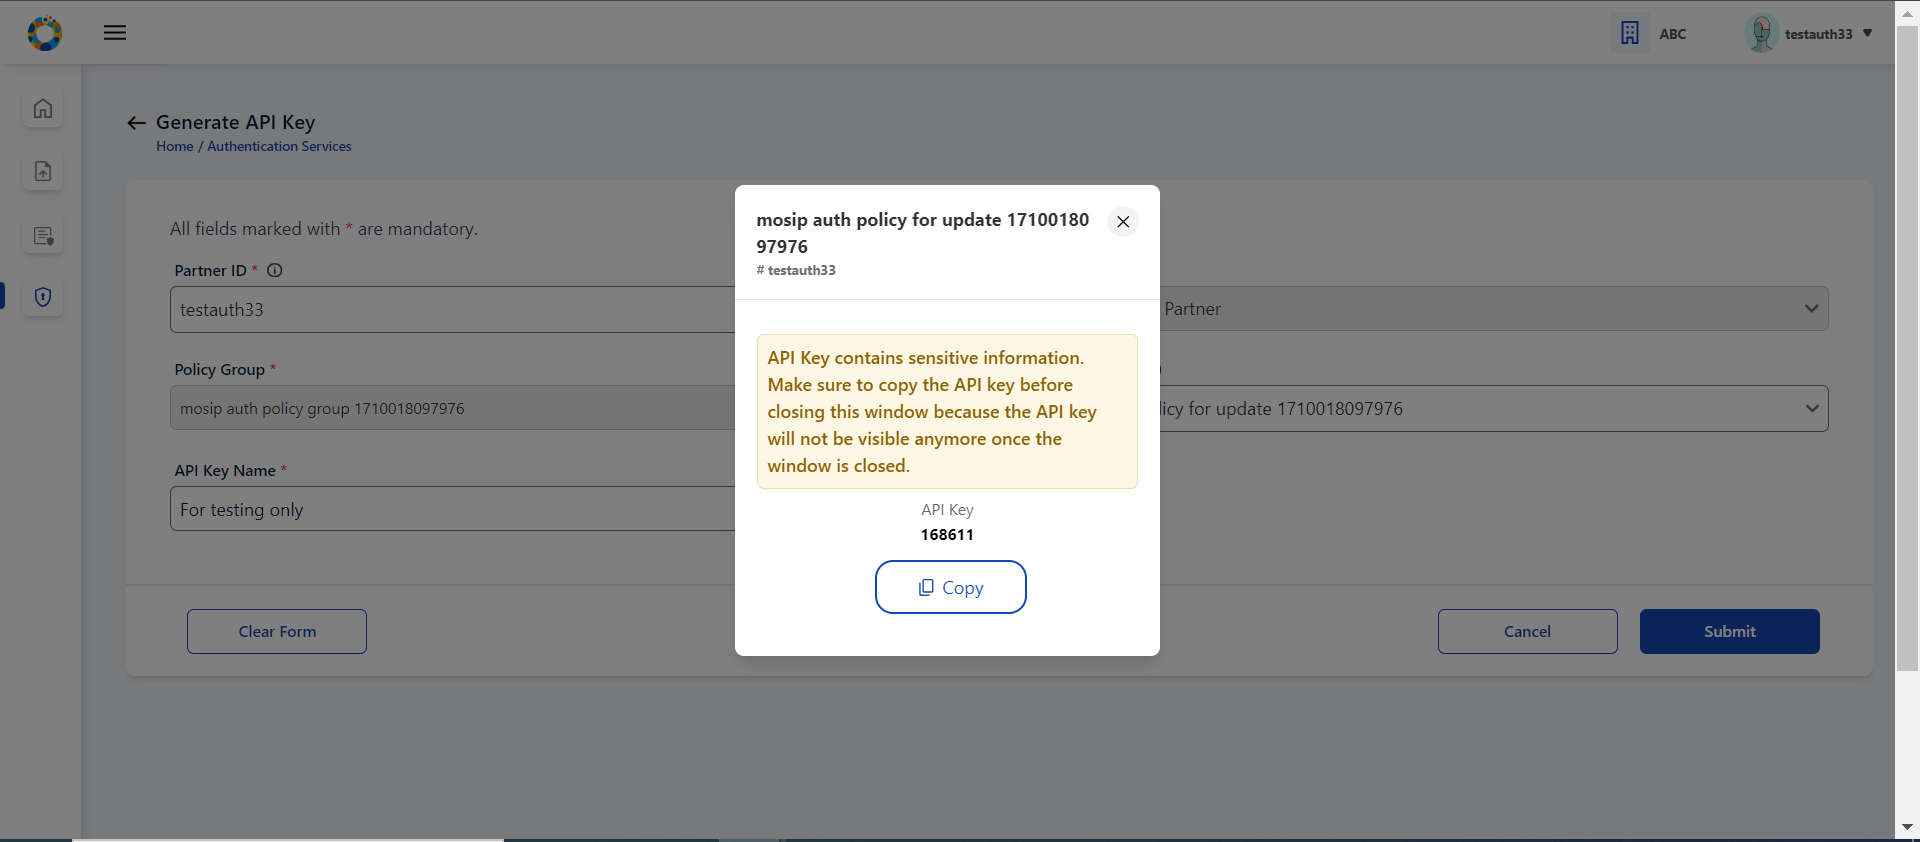 ABC
testauth33
Generate API Key
Home / Authentication Services
All fields marked with * are mandatory.
Partner ID *
testauth33
Partner
Policy Group *
mosip auth policy group 1710018097976
licy for update 1710018097976
API Key Name *
For testing only
Clear Form
Cancel
Submit
mosip auth policy for update 17100180
97976
# testauth33
API Key contains sensitive information.
Make sure to copy the API key before
closing this window because the API key
will not be visible anymore once the
window is closed.
API Key
168611
Copy